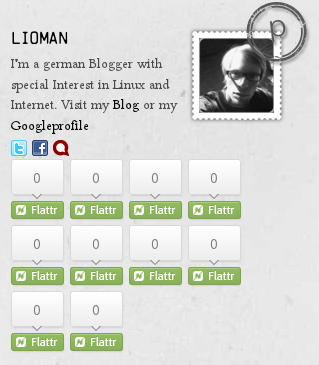 LIOMAN
I'm a german Blogger with
special Interest in Linux and
Internet. Visit my Blog or my
Googleprofile
p
0 0 0 0
Flattr Flattr Flattr Flattr
0 0 0 0
Flattr Flattr Flattr Flattr
0 0
Flattr Flattr